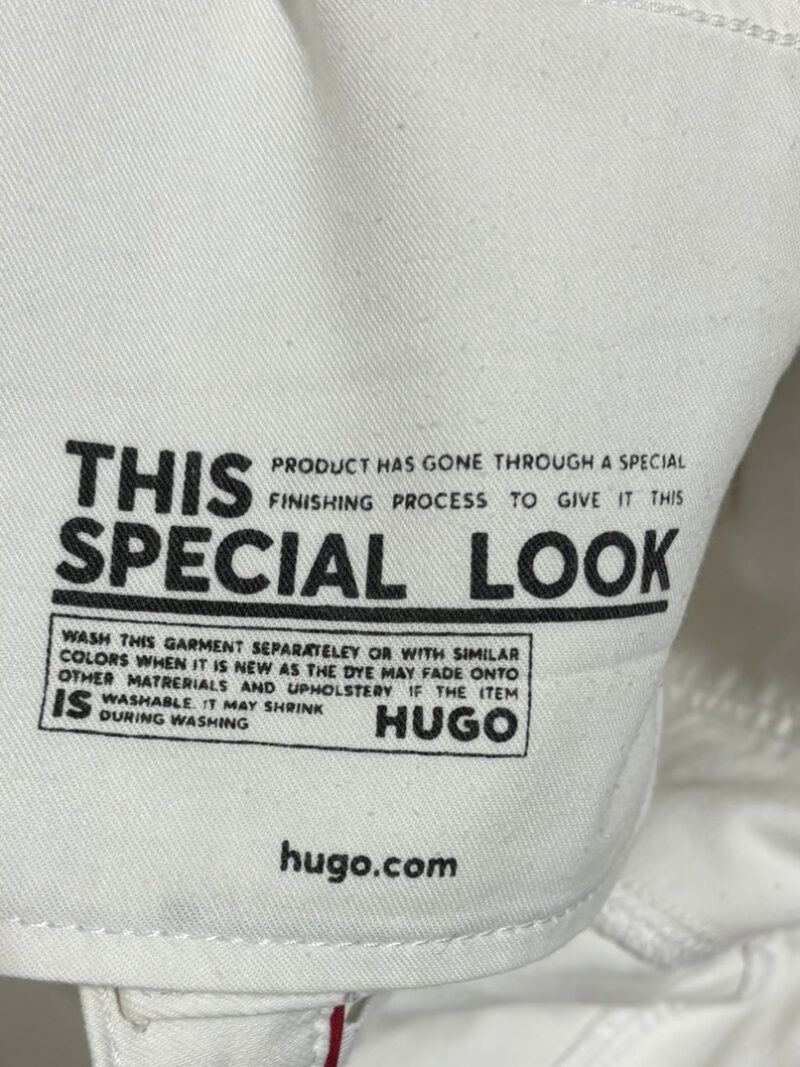 THIS PRODUCT HAS GONE THROUGH A SPECIAL
FINISHING PROCESS TO GIVE IT THIS
SPECIAL LOOK
WASH THIS GARMENT SEPARATELEY OR WITH SIMILAR
COLORS WHEN IT IS NEW AS THE DYE MAY FADE ONTO
OTHER MATRERIALS AND UPHOLSTERY IF THE ITEM
IS WASHABLE. IT MAY SHRINK
DURING WASHING HUGO
hugo.com